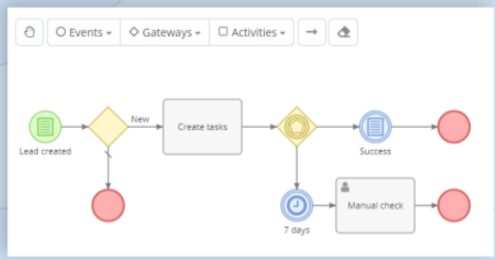 Events
Gateways
Activities
New
Create tasks
Lead created
Success
Manual check
7 days